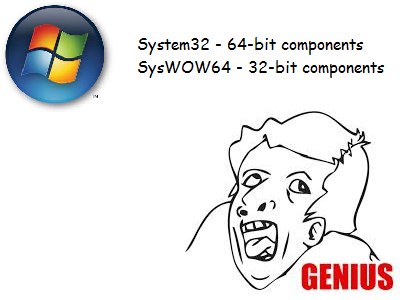 System32 - 64-bit components
SysWOW64 - 32-bit components
GENIUS